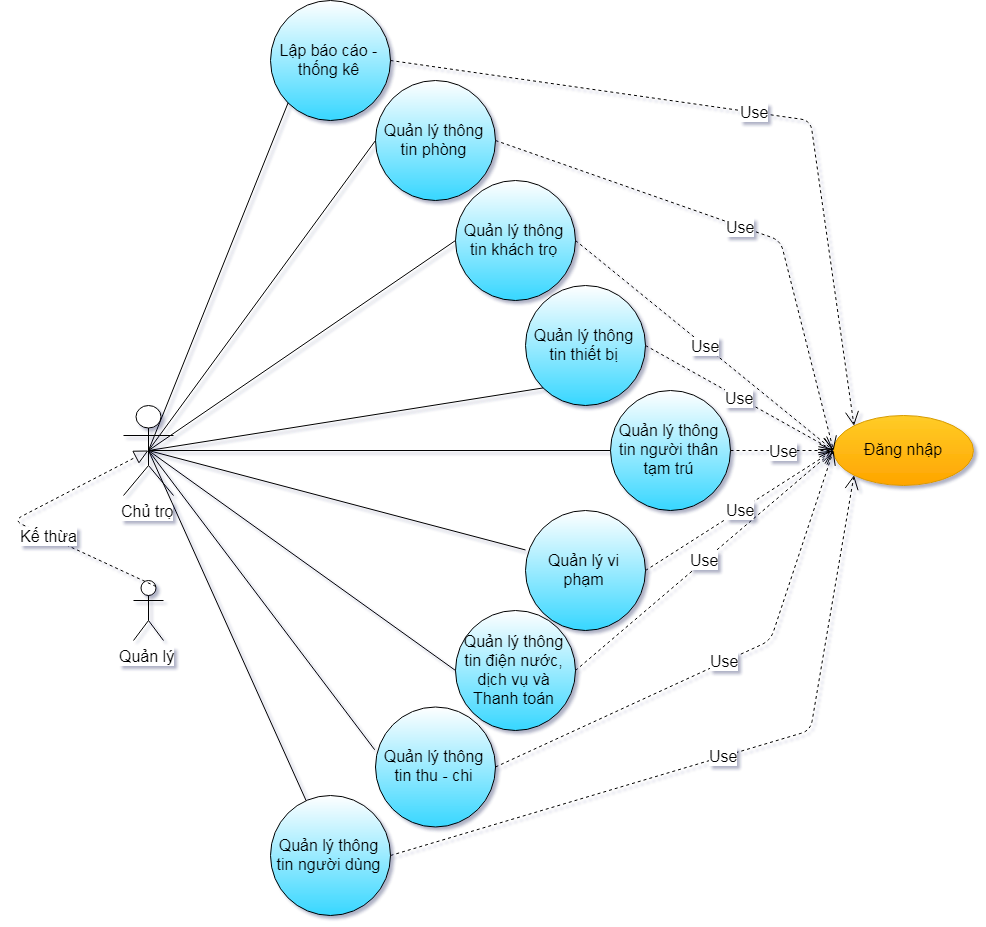 Lập báo cáo -
thống kê
Use
Quản lý thông
tin phòng
Use
Quản lý thông
tin khách trọ
Use
Quản lý thông
tin thiết bị
Use
Quản lý thông
tin người thân
tạm trú
Use
Đăng nhập
Chủ trọ
Kế thừa
Quản lý
Quản lý vi
phạm
Use
Quản lý thông
tin điện nước,
dịch vụ và
Thanh toán
Use
Quản lý thông
tin thu - chi
Use
Quản lý thông
tin người dùng
Use